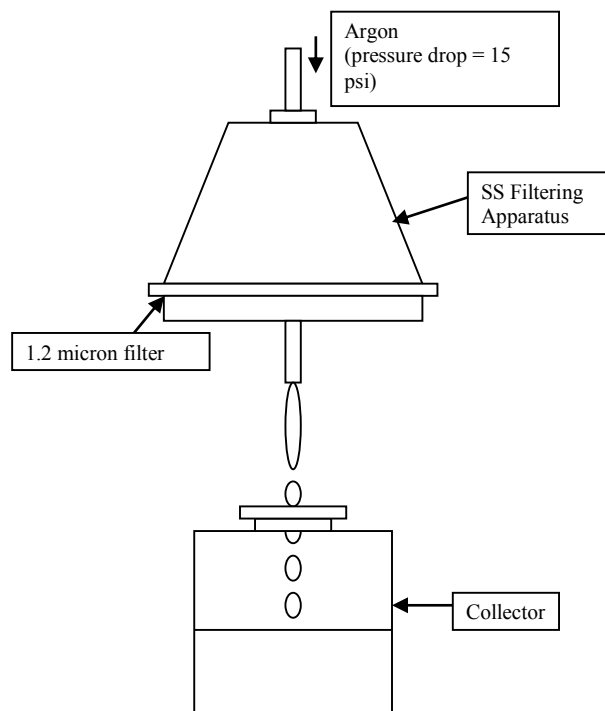 Argon
(pressure drop = 15
psi)
SS Filtering
Apparatus
1.2 micron filter
Collector